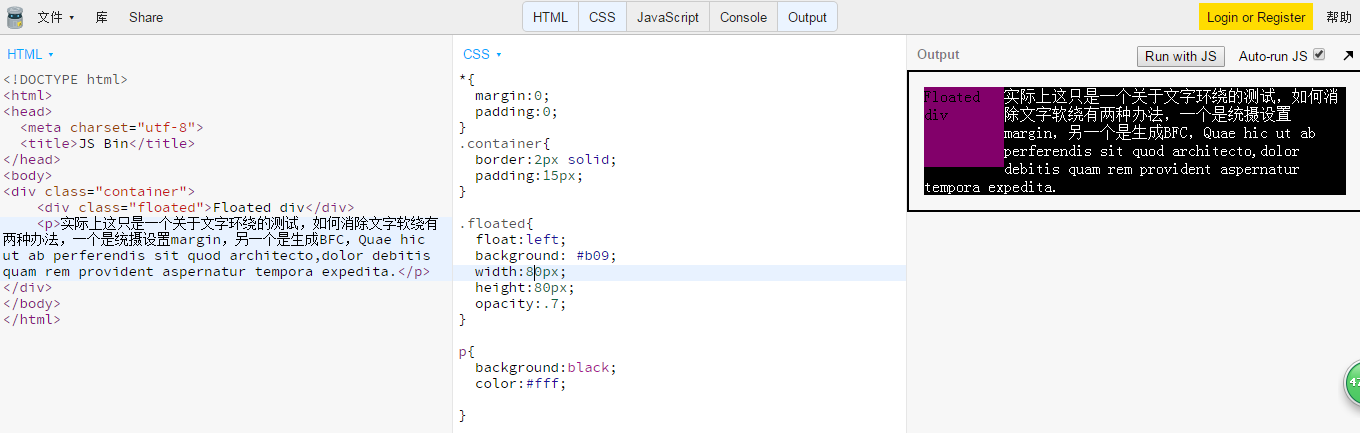 文件 库 Share HTML CSS JavaScript Console Output Login or Register 帮助
HTML
<!DOCTYPE html>
<html>
<head>
<meta charset="utf-8">
<title>JS Bin</title>
</head>
<body>
<div class="container">
<div class="floated">Floated div</div>
<p>实际上这只是一个关于文字环绕的测试，如何消除文字软绕有
两种办法，一个是统摄设置margin，另一个是生成BFC，Quae hic
ut ab perferendis sit quod architecto,dolor debitis
quam rem provident aspernatur tempora expedita.</p>
</div>
</body>
</html>
CSS
*{
margin:0;
padding:0;
}
.container{
border:2px solid;
padding:15px;
}
.floated{
float:left;
background: #b09;
width:80px;
height:80px;
opacity:.7;
}
p{
background:black;
color:#fff;
}
Output Run with JS Auto-run JS
Floated
div
实际上这只是一个关于文字环绕的测试，如何消
除文字软绕有两种办法，一个是统摄设置
margin，另一个是生成BFC，Quae hic ut ab
perferendis sit quod architecto,dolor
debitis quam rem provident aspernatur
tempora expedita.